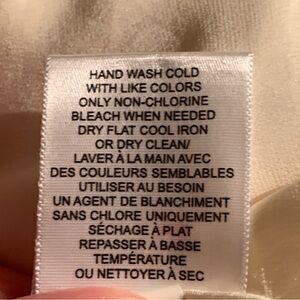 HAND WASH COLD
WITH LIKE COLORS
ONLY NON-CHLORINE
BLEACH WHEN NEEDED
DRY FLAT COOL IRON
OR DRY CLEAN/
LAVER À LA MAIN AVEC
DES COULEURS SEMBLABLES
UTILISER AU BESOIN
UN AGENT DE BLANCHIMENT
SANS CHLORE UNIQUEMENT
SÉCHAGE À PLAT
REPASSER À BASSE
TEMPÉRATURE
OU NETTOYER À SEC